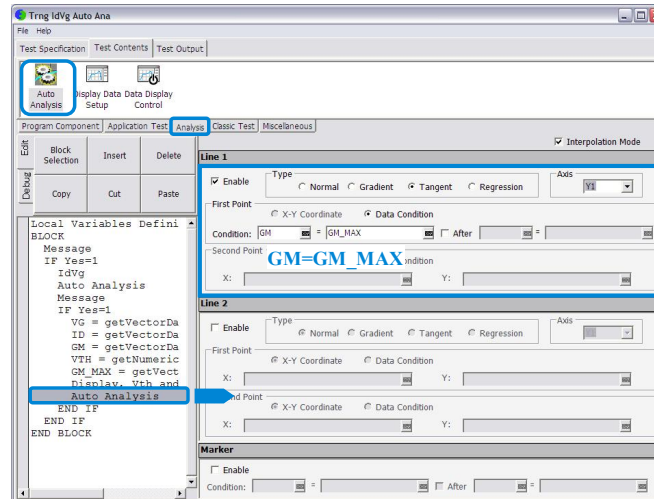 Trng IdVg Auto Ana
File Help
Test Specification Test Contents Test Output
Auto Analysis
Display Data Setup
Data Display Control
Program Component Application Test Analysis Classic Test Miscellaneous
Edit
Debug
Block Selection Insert Delete
Copy Cut Paste
Local Variables Defini
BLOCK
Message
IF Yes=1
IdVg
Auto Analysis
Message
IF Yes=1
VG = getVectorDa
ID = getVectorDa
GM = getVectorDa
VTH = getNumeric
GM_MAX = getVect
Display, Vth and
Auto Analysis
END IF
END IF
END BLOCK
Interpolation Mode
Line 1
Enable
Type
Normal Gradient Tangent Regression
Axis
Y1
First Point
X-Y Coordinate Data Condition
Condition: GM = GM_MAX After =
Second Point
GM=GM_MAX
X: Y:
Line 2
Enable
Type
Normal Gradient Tangent Regression
Axis
First Point
X-Y Coordinate Data Condition
X: Y:
X-Y Coordinate Data Condition
X: Y:
Marker
Enable
Condition: = After =